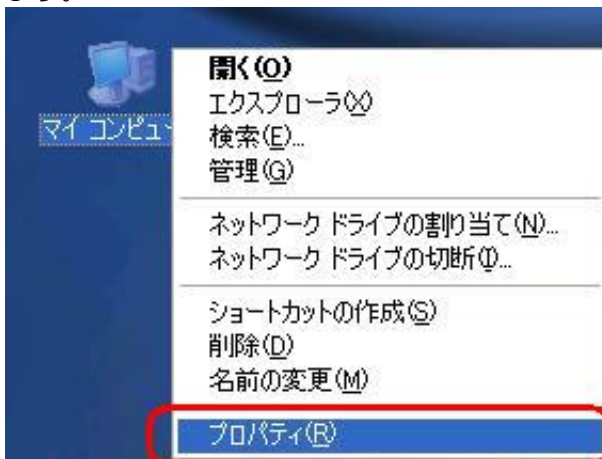 マイ コンピュ
開く(O)
エクスプローラ(X)
検索(E)...
管理(G)
ネットワーク ドライブの割り当て(N)...
ネットワーク ドライブの切断(I)...
ショートカットの作成(S)
削除(D)
名前の変更(M)
プロパティ(R)